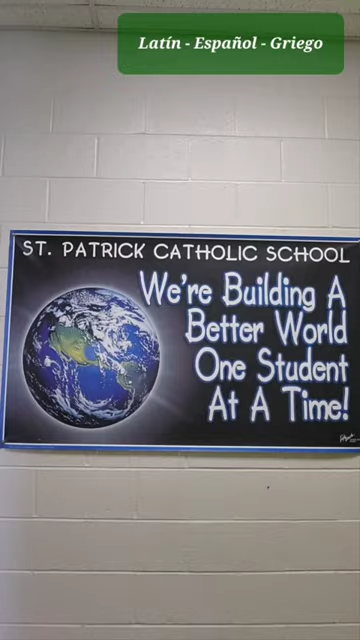 Latín - Español - Griego
ST. PATRICK CATHOLIC SCHOOL
We're Building A
Better World
One Student
At A Time!